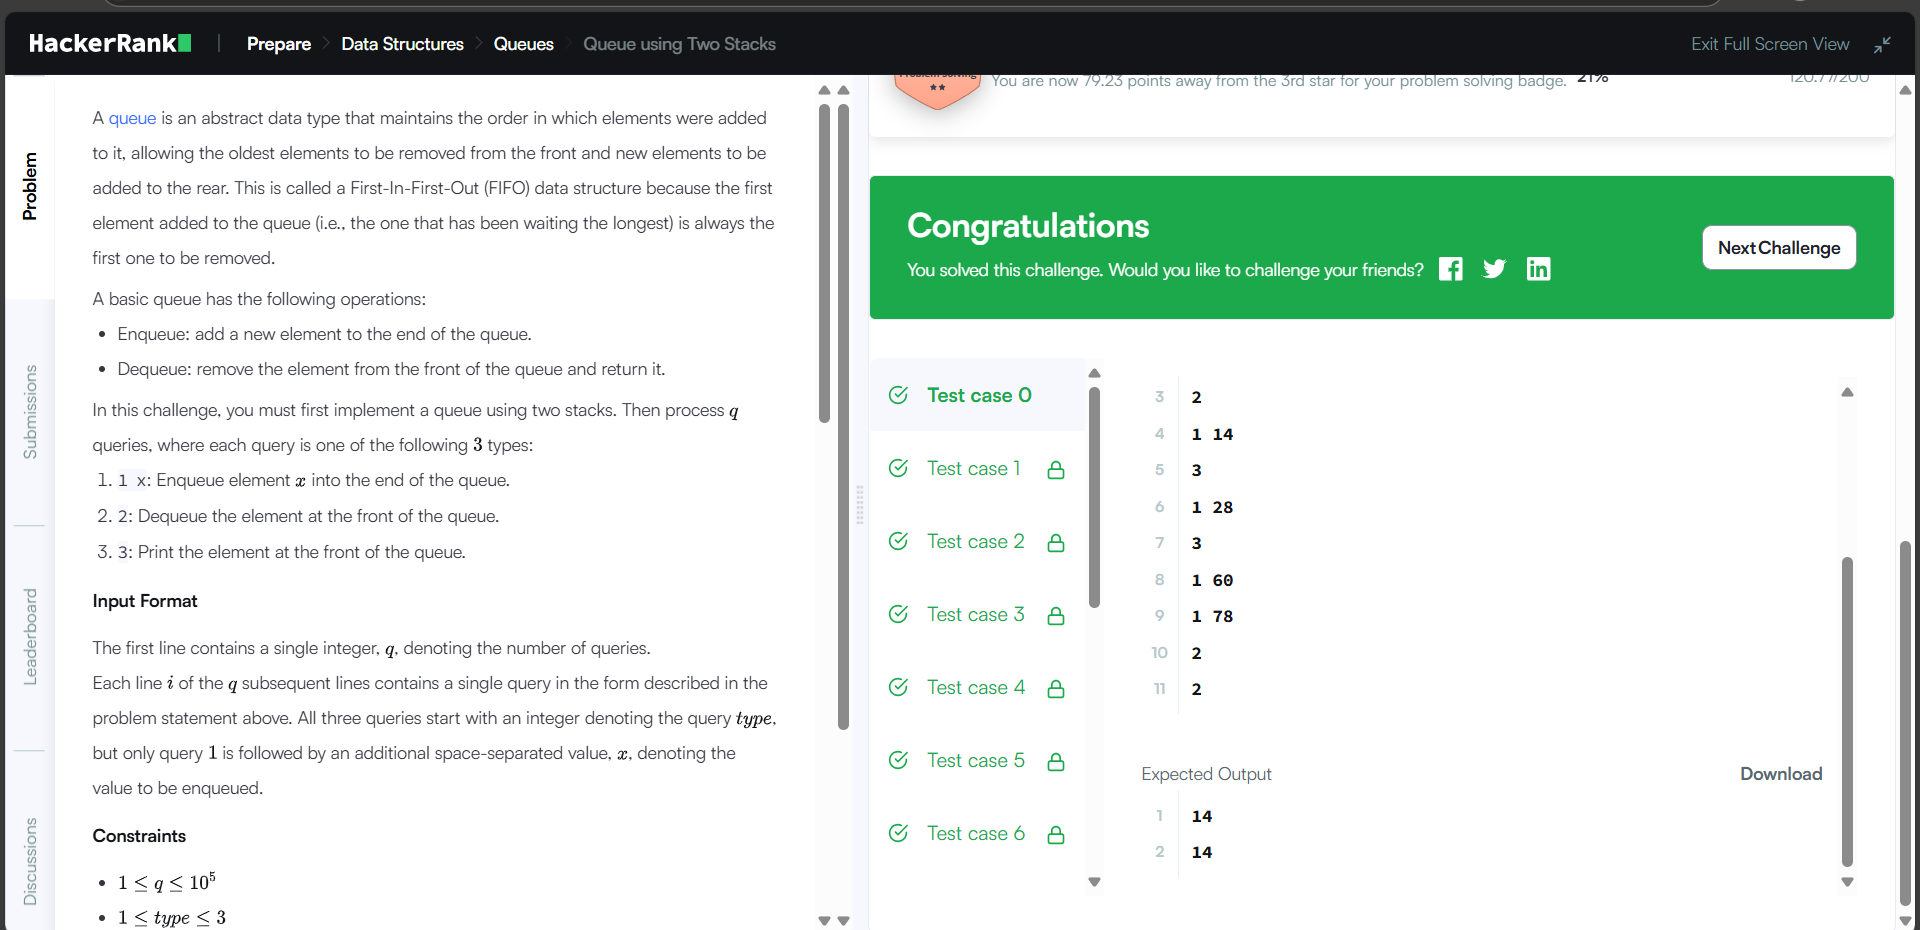 HackerRank | Prepare > Data Structures > Queues > Queue using Two Stacks
Exit Full Screen View
Problem
Submissions
Leaderboard
Discussions
A queue is an abstract data type that maintains the order in which elements were added
to it, allowing the oldest elements to be removed from the front and new elements to be
added to the rear. This is called a First-In-First-Out (FIFO) data structure because the first
element added to the queue (i.e., the one that has been waiting the longest) is always the
first one to be removed.
A basic queue has the following operations:
• Enqueue: add a new element to the end of the queue.
• Dequeue: remove the element from the front of the queue and return it.
In this challenge, you must first implement a queue using two stacks. Then process q
queries, where each query is one of the following 3 types:
1. 1 x: Enqueue element x into the end of the queue.
2. 2: Dequeue the element at the front of the queue.
3. 3: Print the element at the front of the queue.
Input Format
The first line contains a single integer, q, denoting the number of queries.
Each line i of the q subsequent lines contains a single query in the form described in the
problem statement above. All three queries start with an integer denoting the query type,
but only query 1 is followed by an additional space-separated value, x, denoting the
value to be enqueued.
Constraints
• 1 ≤ q ≤ 10⁵
• 1 ≤ type ≤ 3
Problem Solving
You are now 79.23 points away from the 3rd star for your problem solving badge. 21% 120.77/200
Congratulations
You solved this challenge. Would you like to challenge your friends?
Next Challenge
Test case 0
Test case 1
Test case 2
Test case 3
Test case 4
Test case 5
Test case 6
3 2
4 1 14
5 3
6 1 28
7 3
8 1 60
9 1 78
10 2
11 2
Expected Output
Download
1 14
2 14